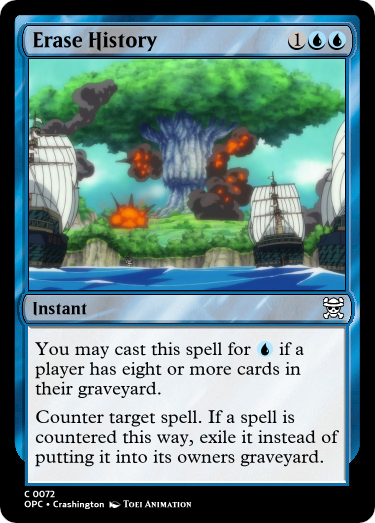 Erase History 1
Instant
You may cast this spell for if a
player has eight or more cards in
their graveyard.
Counter target spell. If a spell is
countered this way, exile it instead of
putting it into its owners graveyard.
C 0072
OPC • Crashington TOEI ANIMATION